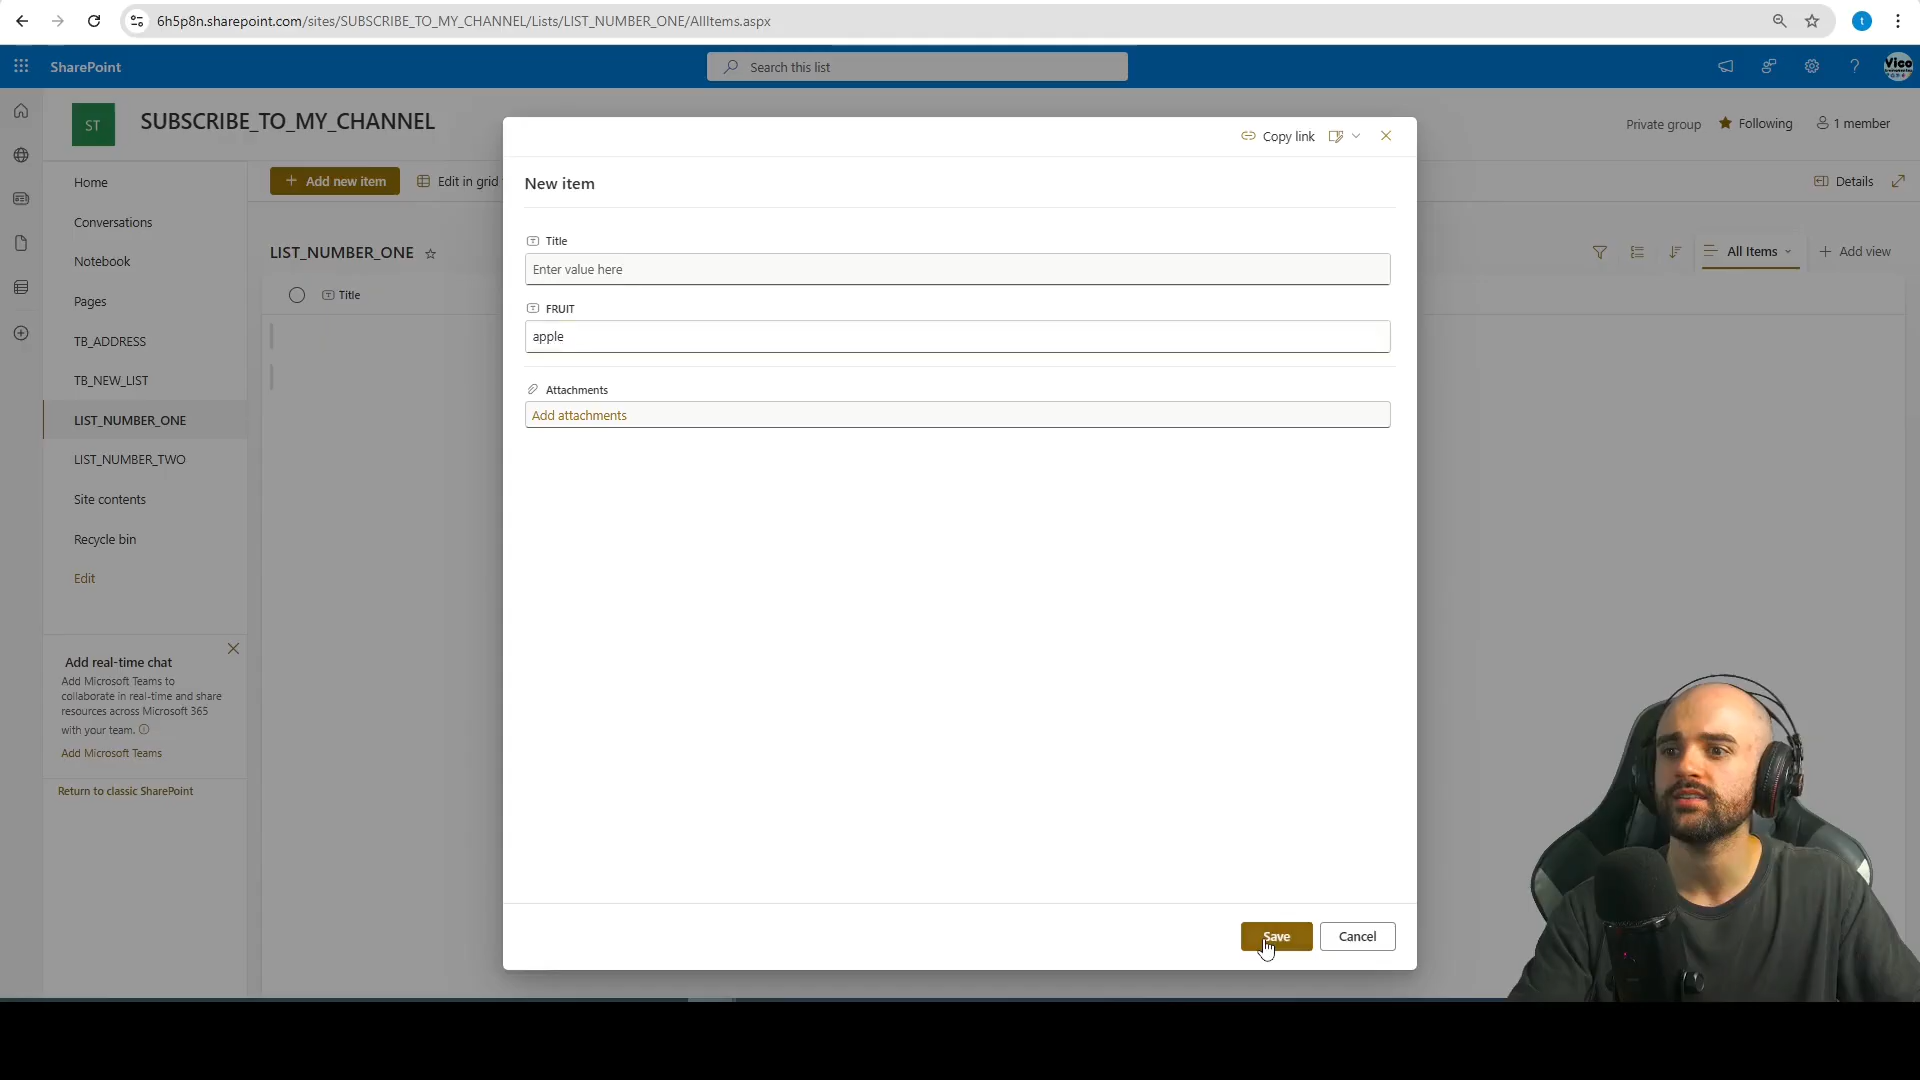 6h5p8n.sharepoint.com/sites/SUBSCRIBE_TO_MY_CHANNEL/Lists/LIST_NUMBER_ONE/AllItems.aspx
t
SharePoint
Search this list
Vico
ST
SUBSCRIBE_TO_MY_CHANNEL
Private group
Following
1 member
Home
Conversations
Notebook
Pages
TB_ADDRESS
TB_NEW_LIST
LIST_NUMBER_ONE
LIST_NUMBER_TWO
Site contents
Recycle bin
Edit
Add real-time chat
Add Microsoft Teams to
collaborate in real-time and share
resources across Microsoft 365
with your team.
Add Microsoft Teams
Return to classic SharePoint
Add new item
Edit in grid
Details
LIST_NUMBER_ONE
All Items
Add view
Title
Copy link
New item
Title
Enter value here
FRUIT
apple
Attachments
Add attachments
Save
Cancel